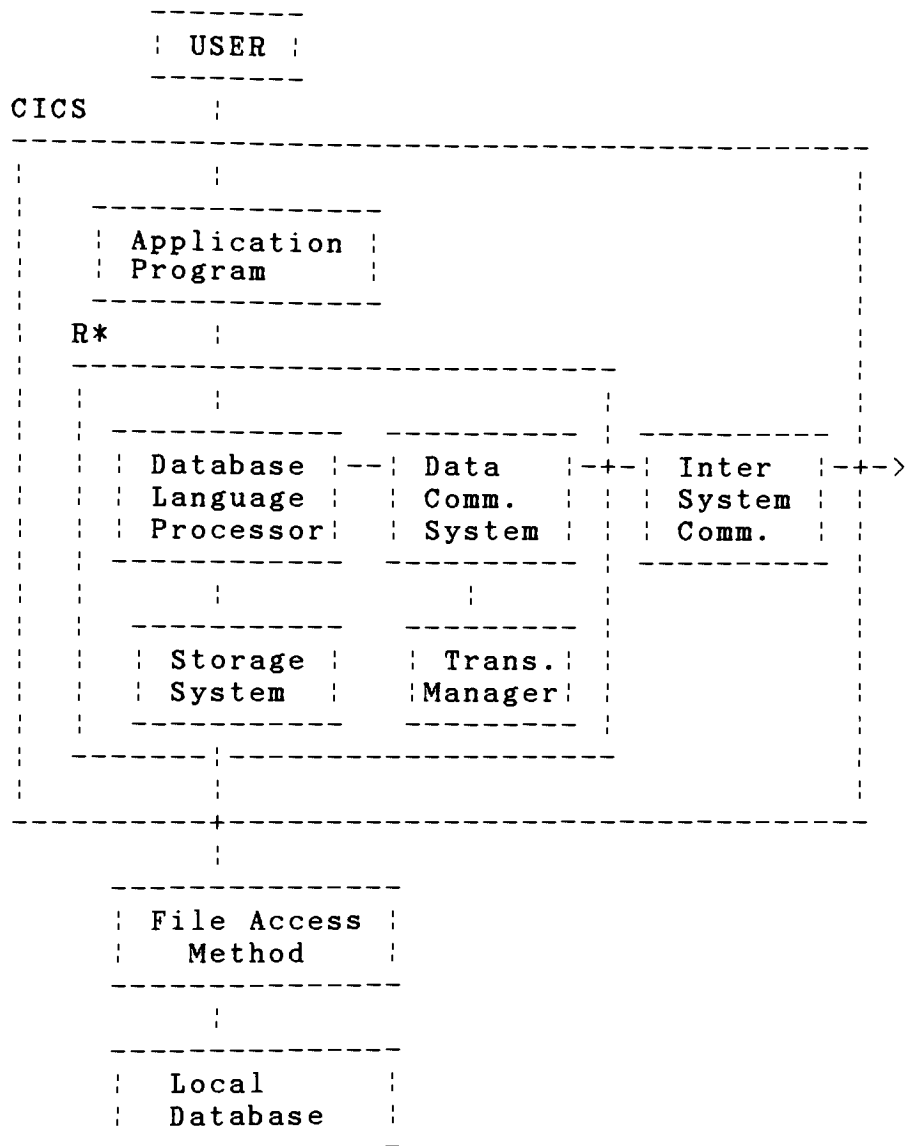 USER
CICS
Application
Program
R*
Database
Language
Processor
Data
Comm.
System
Inter
System
Comm.
Storage
System
Trans.
Manager
File Access
Method
Local
Database